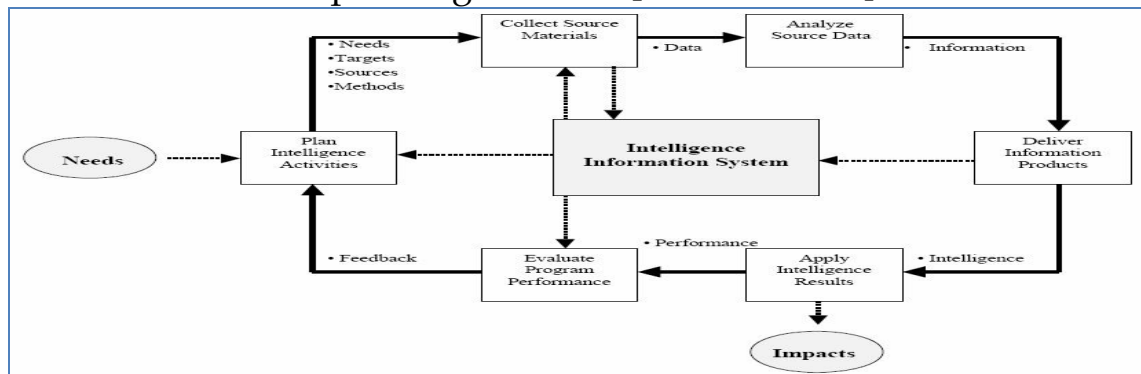 Collect Source
Materials
Analyze
Source Data
• Needs
•Targets
•Sources
•Methods
• Data
• Information
Needs
Plan
Intelligence
Activities
Intelligence
Information System
Deliver
Information
Products
• Feedback
Evaluate
Program
Performance
• Performance
Apply
Intelligence
Results
• Intelligence
Impacts